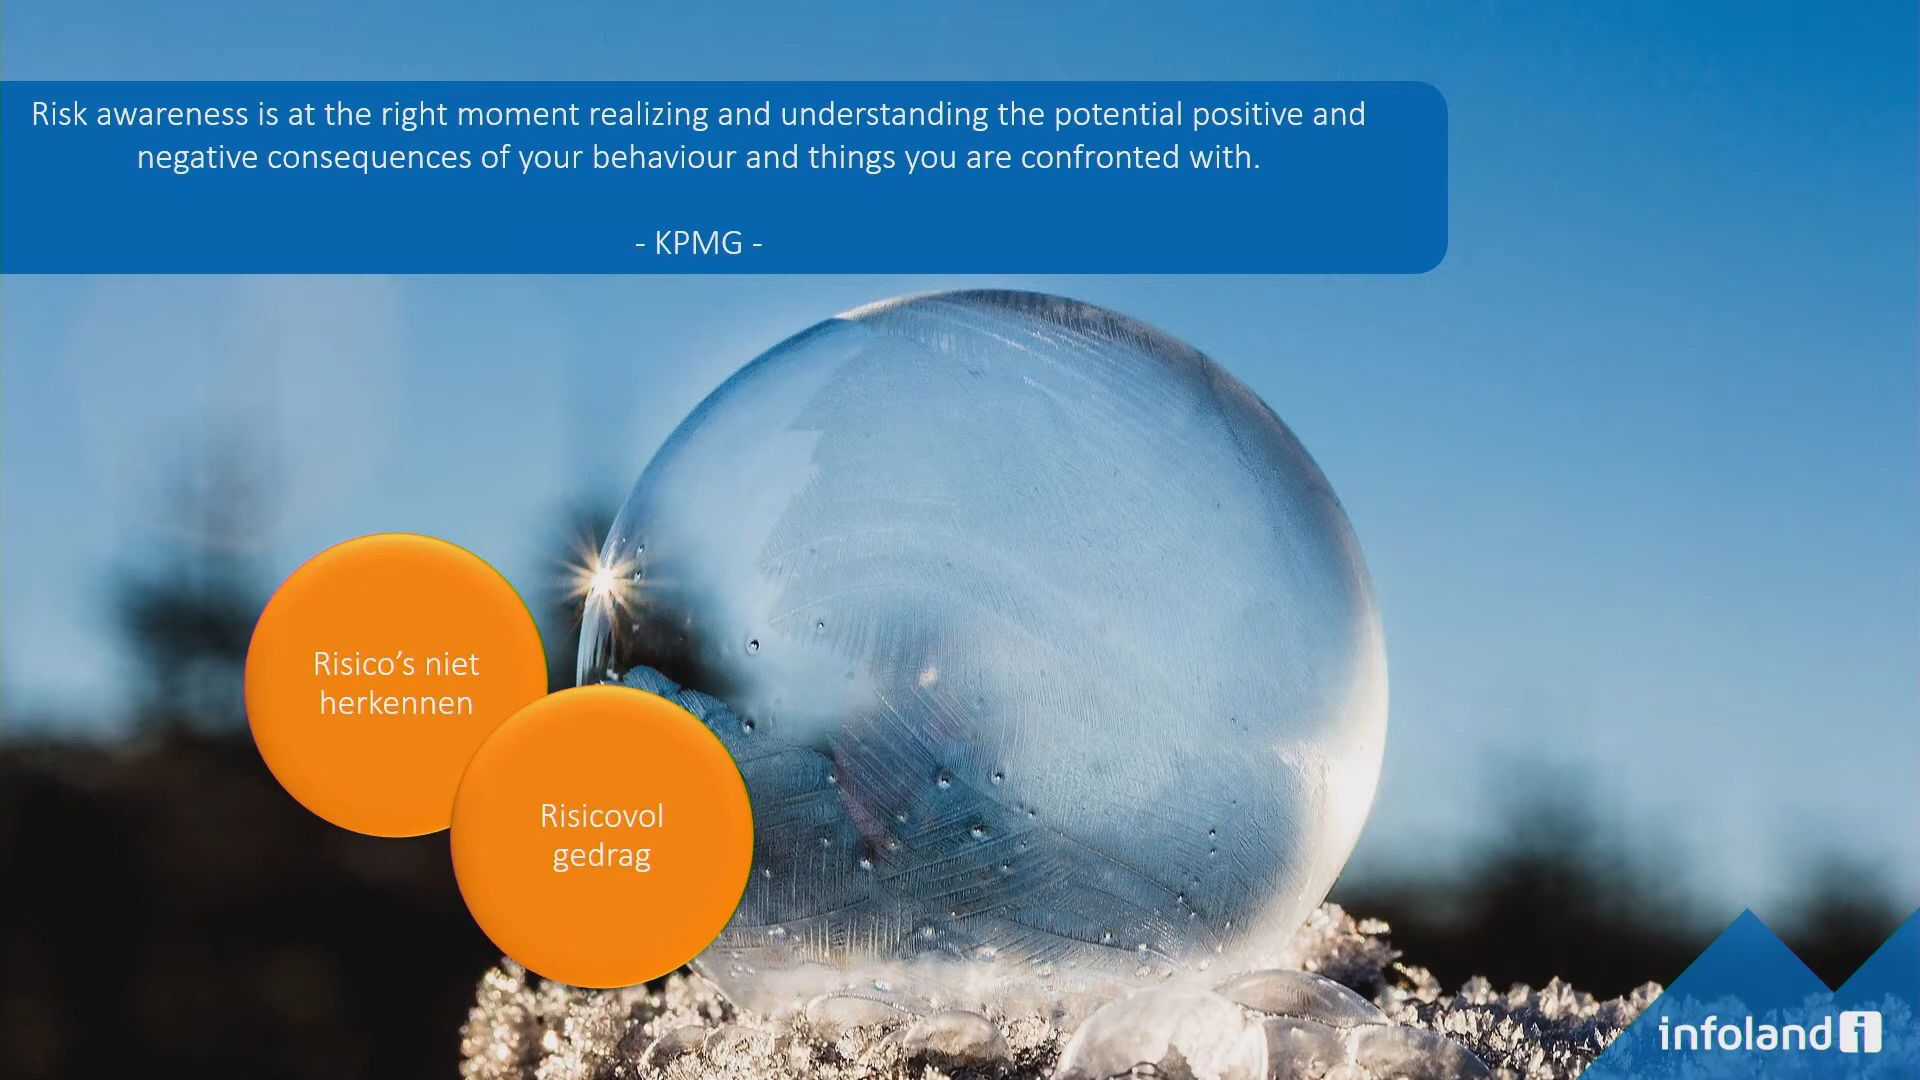 Risk awareness is at the right moment realizing and understanding the potential positive and
negative consequences of your behaviour and things you are confronted with.
- KPMG -
Risico’s niet
herkennen
Risicovol
gedrag
infoland